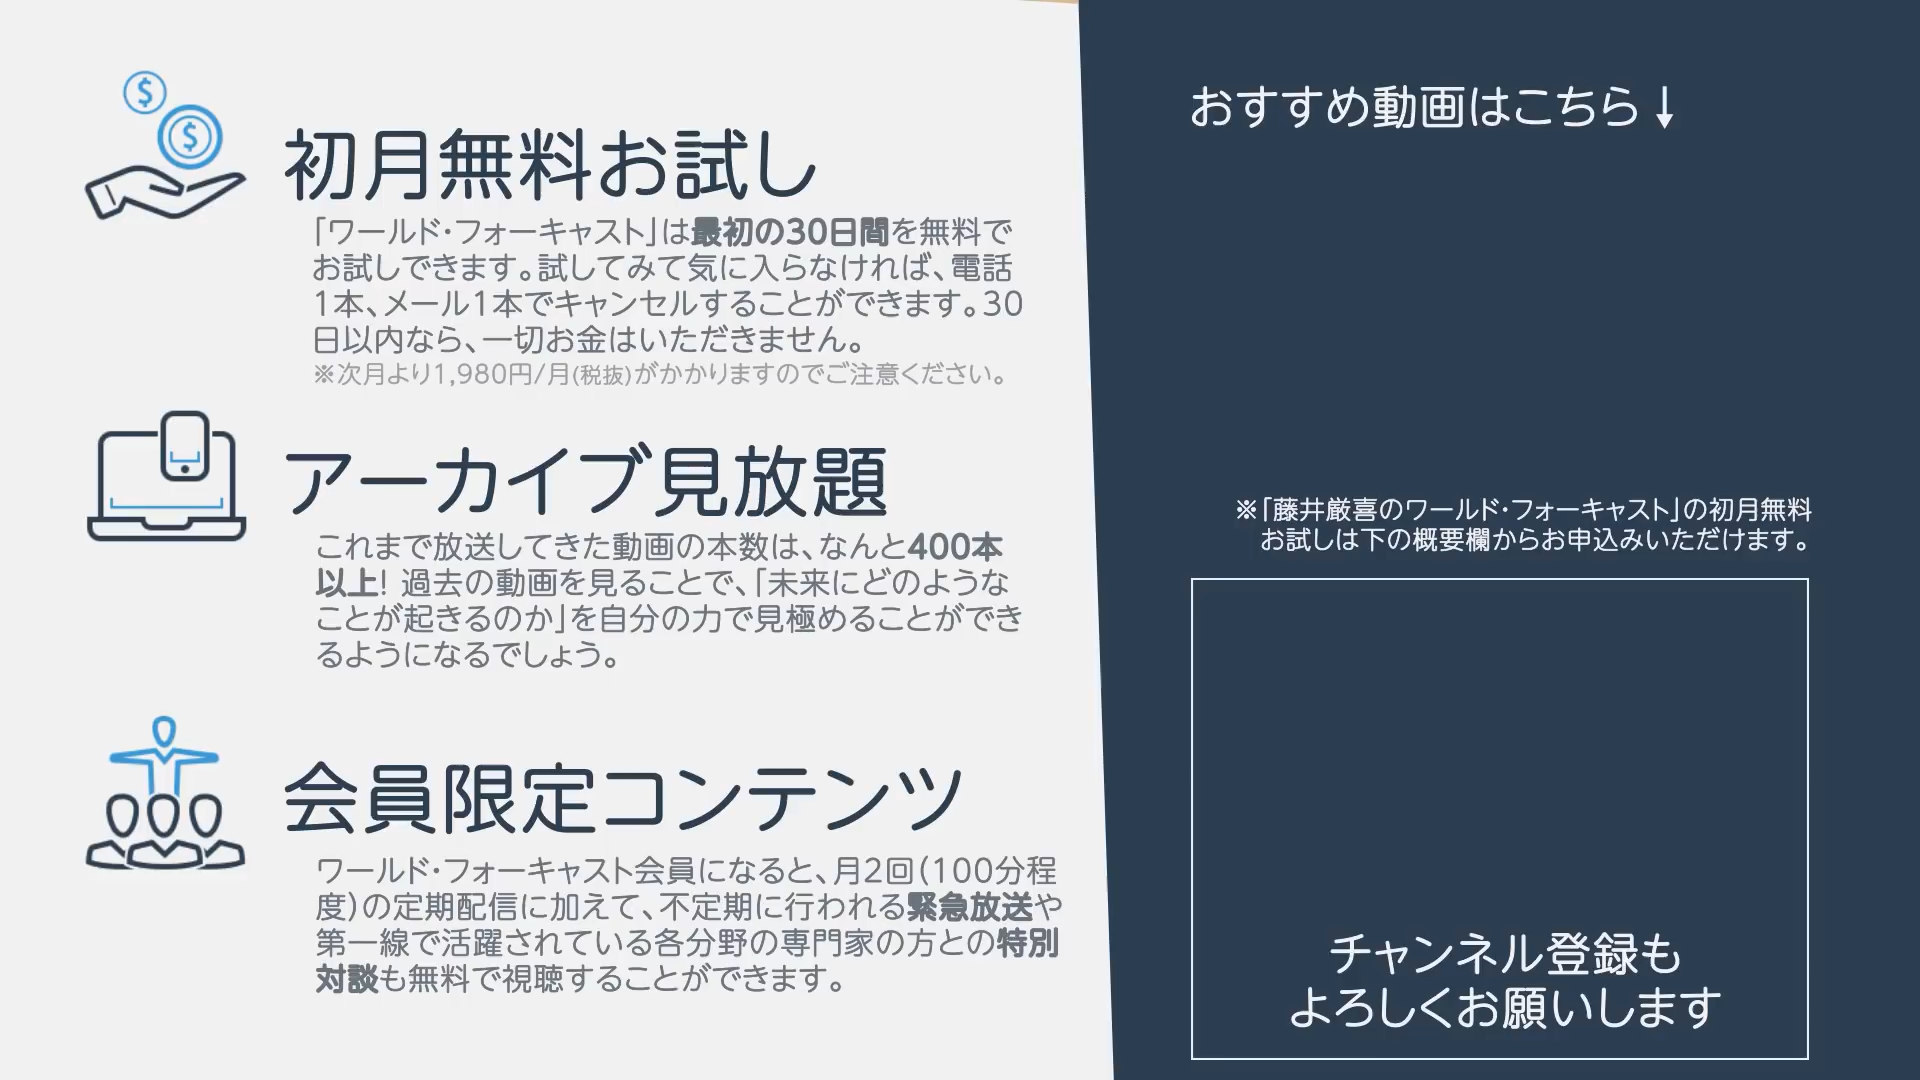 初月無料お試し
「ワールド・フォーキャスト」は最初の30日間を無料で
お試しできます。試してみて気に入らなければ、電話
1本、メール1本でキャンセルすることができます。30
日以内なら、一切お金はいただきません。
※次月より1,980円/月(税抜)がかかりますのでご注意ください。
アーカイブ見放題
これまで放送してきた動画の本数は、なんと400本
以上! 過去の動画を見ることで、「未来にどのような
ことが起きるのか」を自分の力で見極めることができ
るようになるでしょう。
会員限定コンテンツ
ワールド・フォーキャスト会員になると、月2回(100分程
度)の定期配信に加えて、不定期に行われる緊急放送や
第一線で活躍されている各分野の専門家の方との特別
対談も無料で視聴することができます。
おすすめ動画はこちら↓
※「藤井厳喜のワールド・フォーキャスト」の初月無料
お試しは下の概要欄からお申込みいただけます。
チャンネル登録も
よろしくお願いします